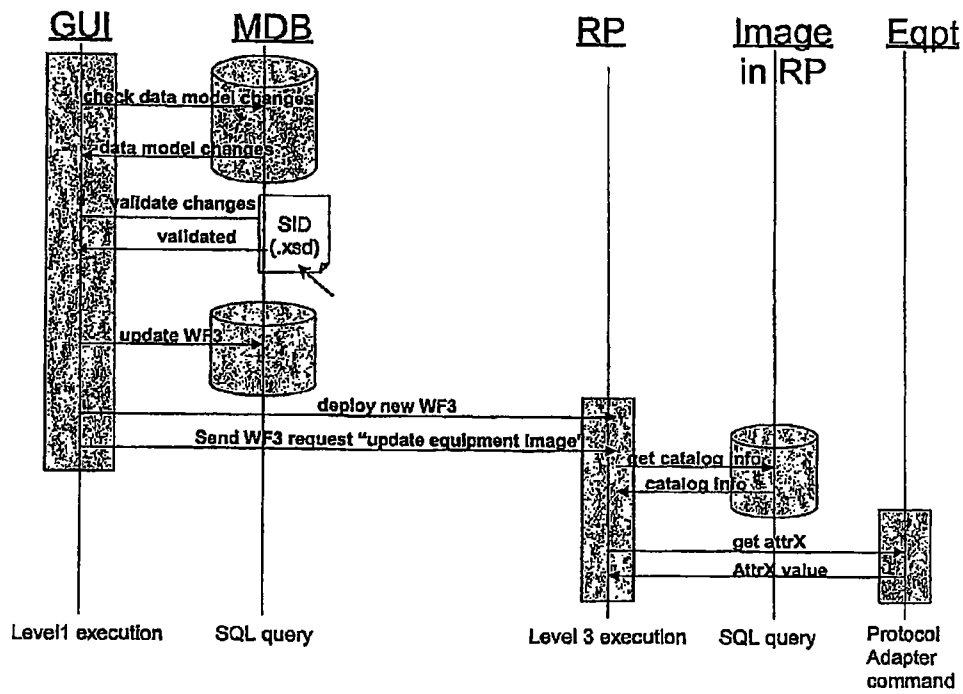 GUI
MDB
RP
Image
in RP
Eqpt
check data model changes
data model changes
validate changes
validated
SID
(.xsd)
update WF3
deploy new WF3
Send WF3 request “update equipment Image”
get catalog Info
catalog Info
get attrX
AttrX value
Level1 execution
SQL query
Level 3 execution
SQL query
Protocol
Adapter
command